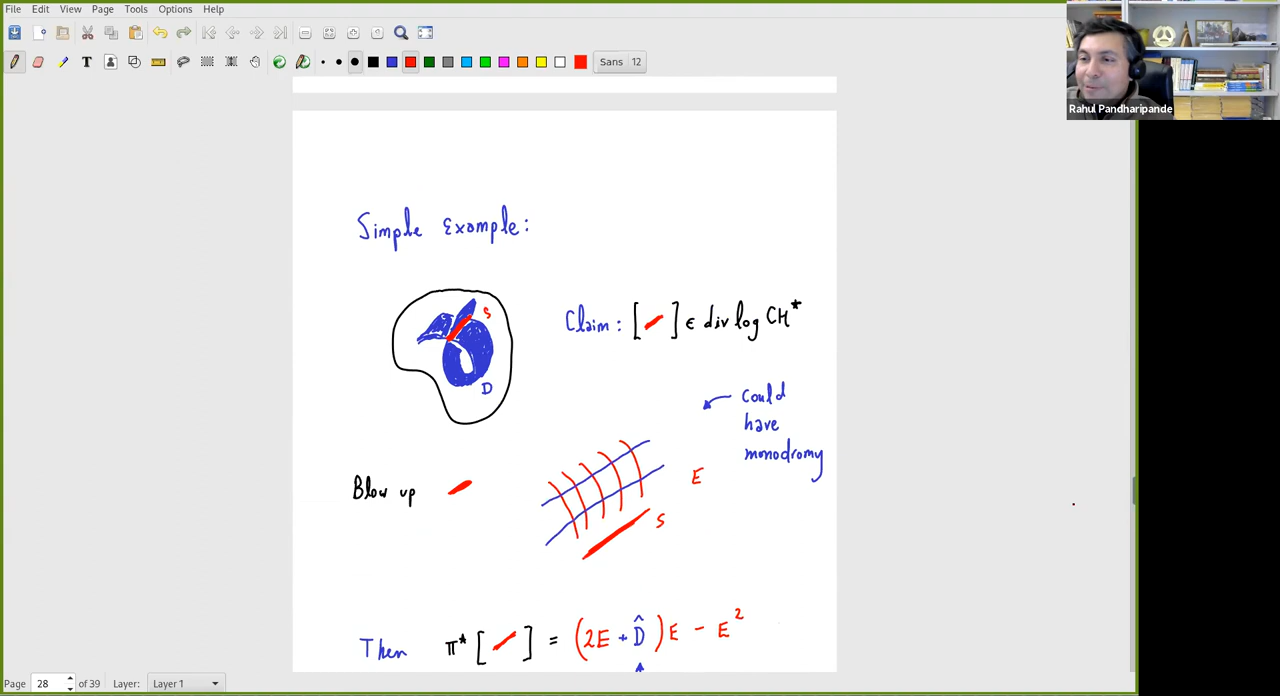 File Edit View Page Tools Options Help
Sans 12
Rahul Pandharipande
Simple Example:
S
D
Claim: [ ] ∈ div log CH*
could
have
monodromy
Blow up
E
S
Then π* [ ] = (2E + D̂)E - E²
Page 28 of 39 Layer: Layer 1